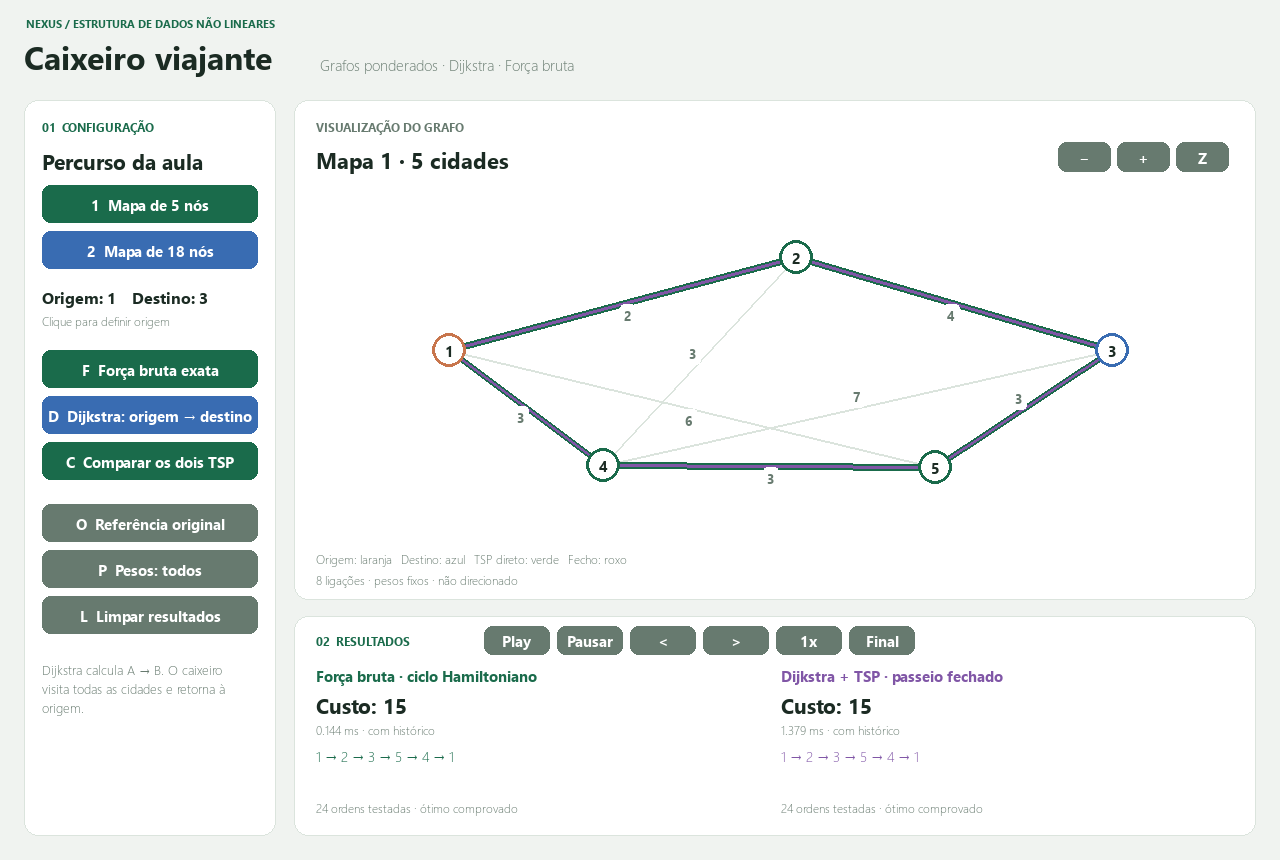 NEXUS / ESTRUTURA DE DADOS NÃO LINEARES
Caixeiro viajante
Grafos ponderados · Dijkstra · Força bruta
01 CONFIGURAÇÃO
Percurso da aula
1 Mapa de 5 nós
2 Mapa de 18 nós
Origem: 1 Destino: 3
Clique para definir origem
F Força bruta exata
D Dijkstra: origem → destino
C Comparar os dois TSP
O Referência original
P Pesos: todos
L Limpar resultados
Dijkstra calcula A → B. O caixeiro
visita todas as cidades e retorna à
origem.
VISUALIZAÇÃO DO GRAFO
Mapa 1 · 5 cidades
− + Z
2
2
4
1
3
3
3
7
3
6
4
5
3
Origem: laranja Destino: azul TSP direto: verde Fecho: roxo
8 ligações · pesos fixos · não direcionado
02 RESULTADOS
Play Pausar < > 1x Final
Força bruta · ciclo Hamiltoniano
Custo: 15
0.144 ms · com histórico
1 → 2 → 3 → 5 → 4 → 1
24 ordens testadas · ótimo comprovado
Dijkstra + TSP · passeio fechado
Custo: 15
1.379 ms · com histórico
1 → 2 → 3 → 5 → 4 → 1
24 ordens testadas · ótimo comprovado